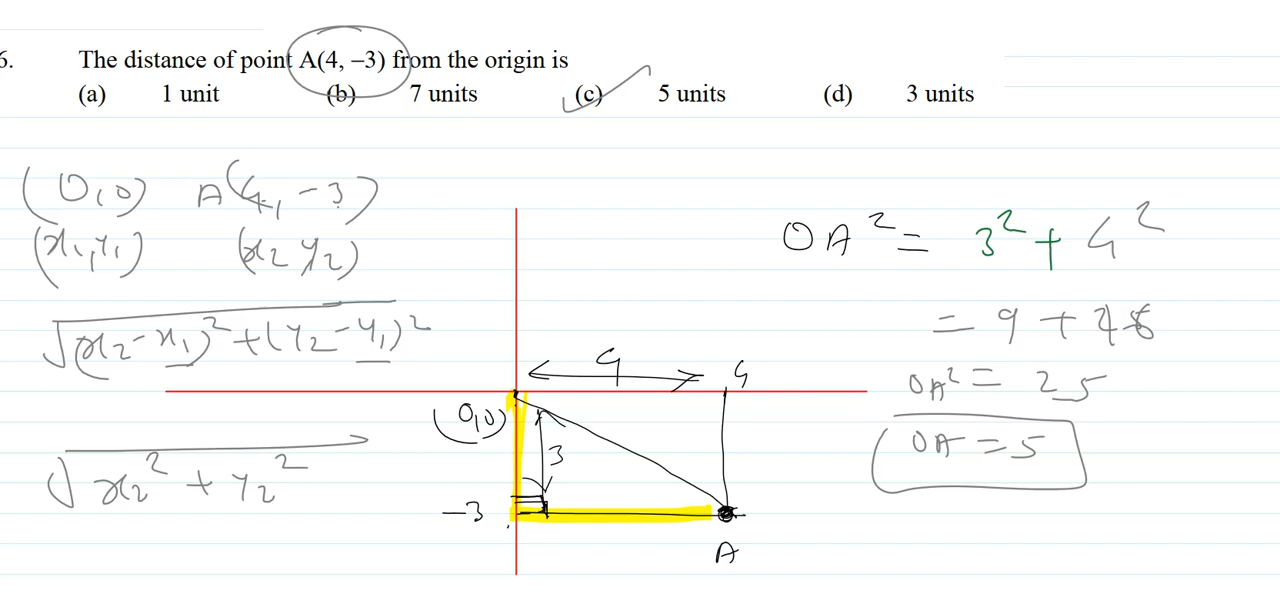 6. The distance of point A(4, –3) from the origin is
(a) 1 unit (b) 7 units (c) 5 units (d) 3 units
(0,0) A(4, -3)
(x₁,y₁) (x₂ y₂)
√(x₂-x₁)² + (y₂-y₁)²
√x₂² + y₂²
OA² = 3² + 4²
= 9 +
OA² = 25
OA = 5
4 4
(0,0)
3
-3
A